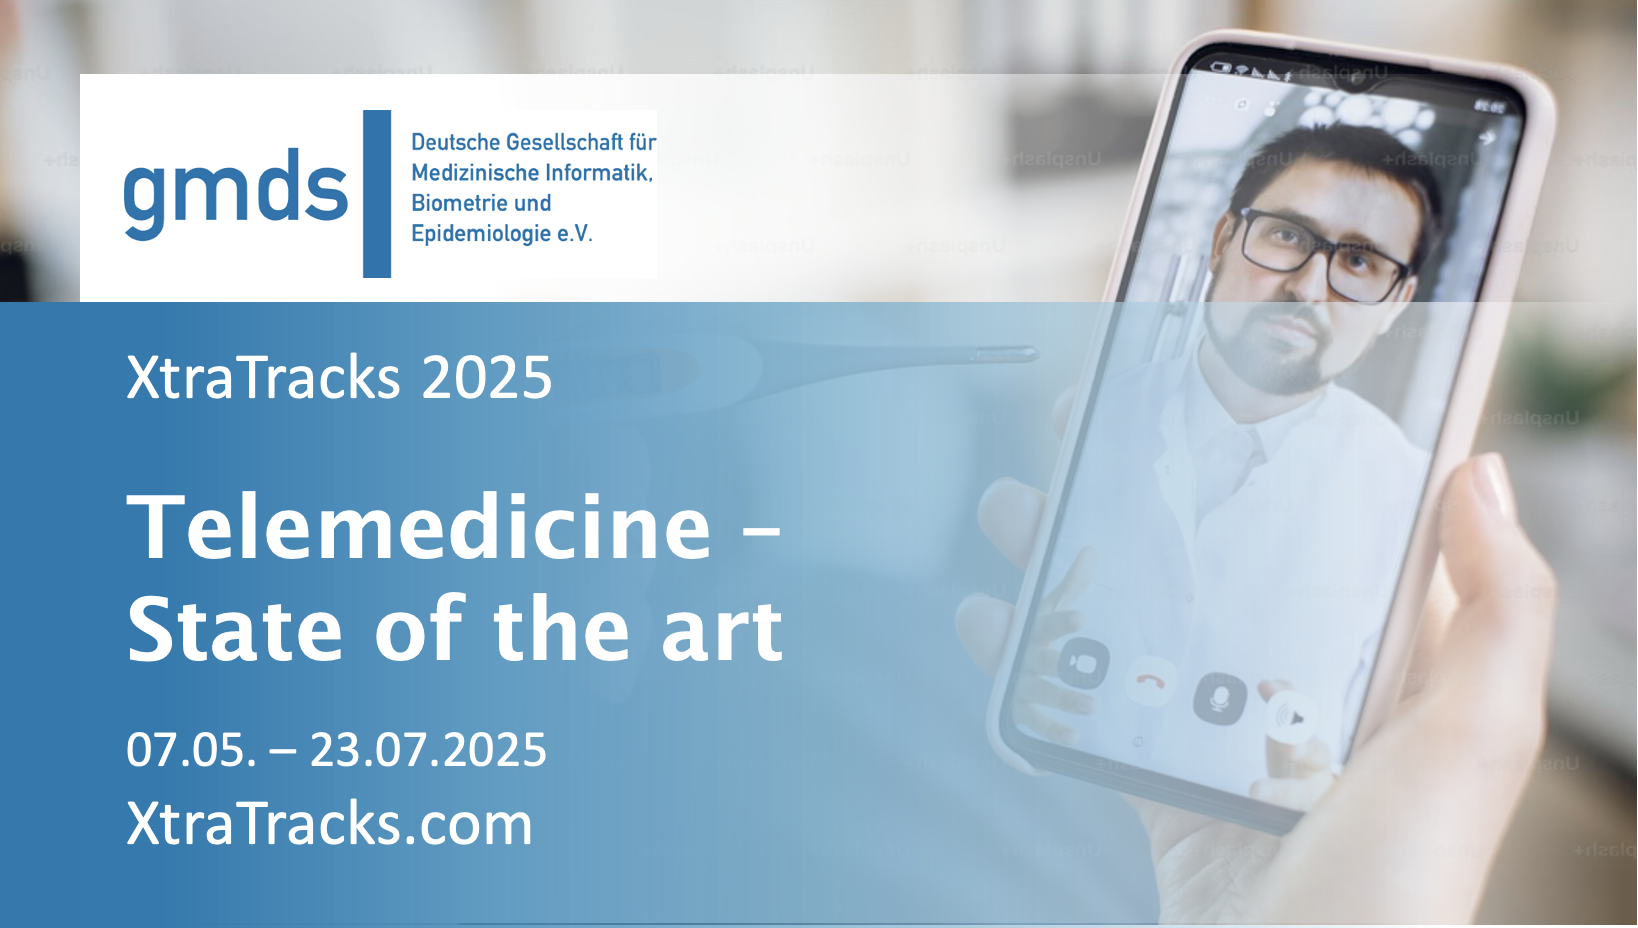 gmds
Deutsche Gesellschaft für
Medizinische Informatik,
Biometrie und
Epidemiologie e.V.
XtraTracks 2025
Telemedicine –
State of the art
07.05. – 23.07.2025
XtraTracks.com